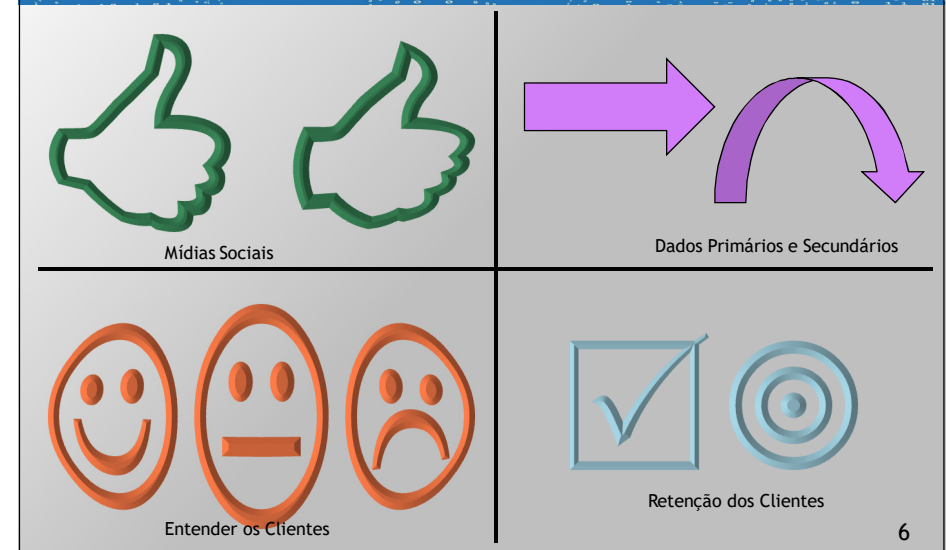 Mídias Sociais
Dados Primários e Secundários
Entender os Clientes
Retenção dos Clientes
6